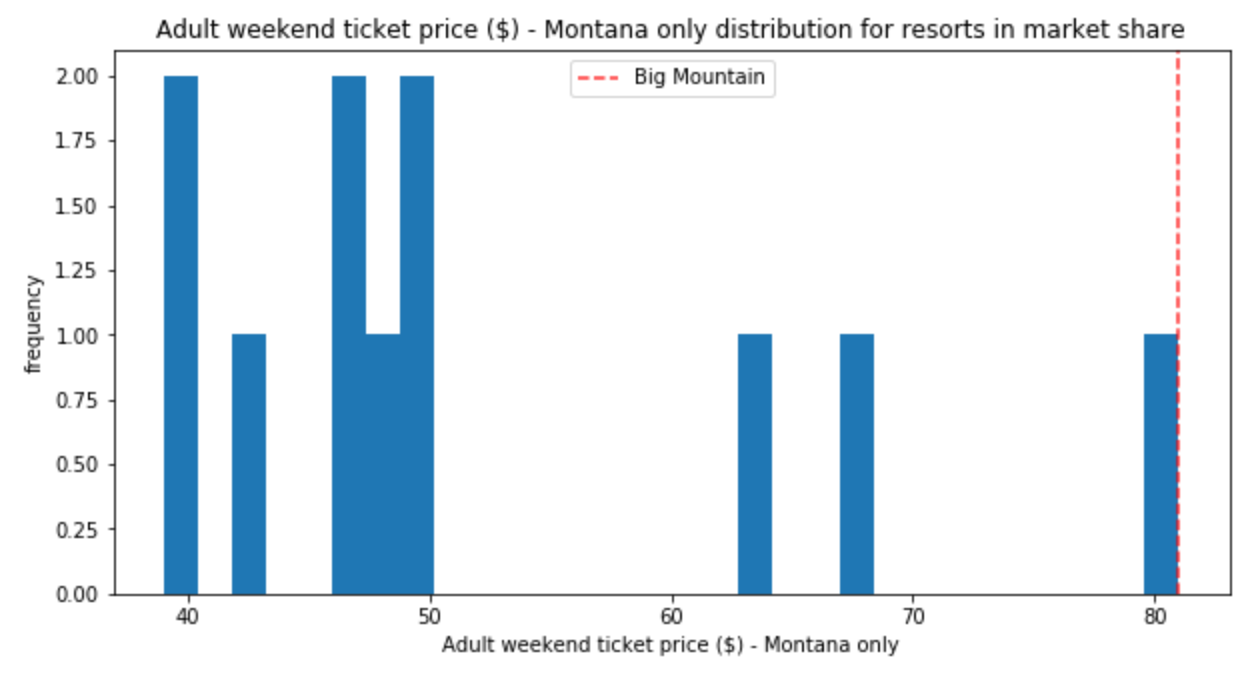 Adult weekend ticket price ($) - Montana only distribution for resorts in market share
Big Mountain
frequency
2.00
1.75
1.50
1.25
1.00
0.75
0.50
0.25
0.00
40 50 60 70 80
Adult weekend ticket price ($) - Montana only